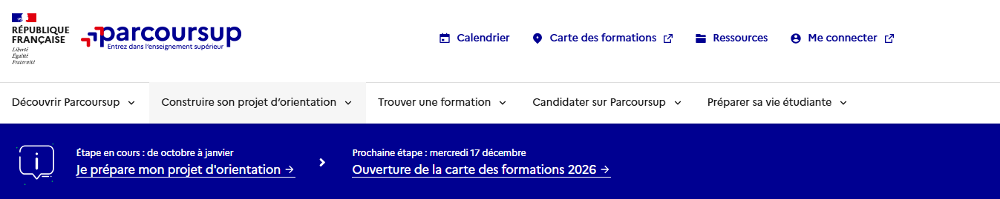 RÉPUBLIQUE
FRANÇAISE
Liberté
Égalité
Fraternité
parcoursup
Entrez dans l'enseignement supérieur
Calendrier
Carte des formations
Ressources
Me connecter
Découvrir Parcoursup
Construire son projet d’orientation
Trouver une formation
Candidater sur Parcoursup
Préparer sa vie étudiante
Étape en cours : de octobre à janvier
Je prépare mon projet d'orientation →
Prochaine étape : mercredi 17 décembre
Ouverture de la carte des formations 2026 →